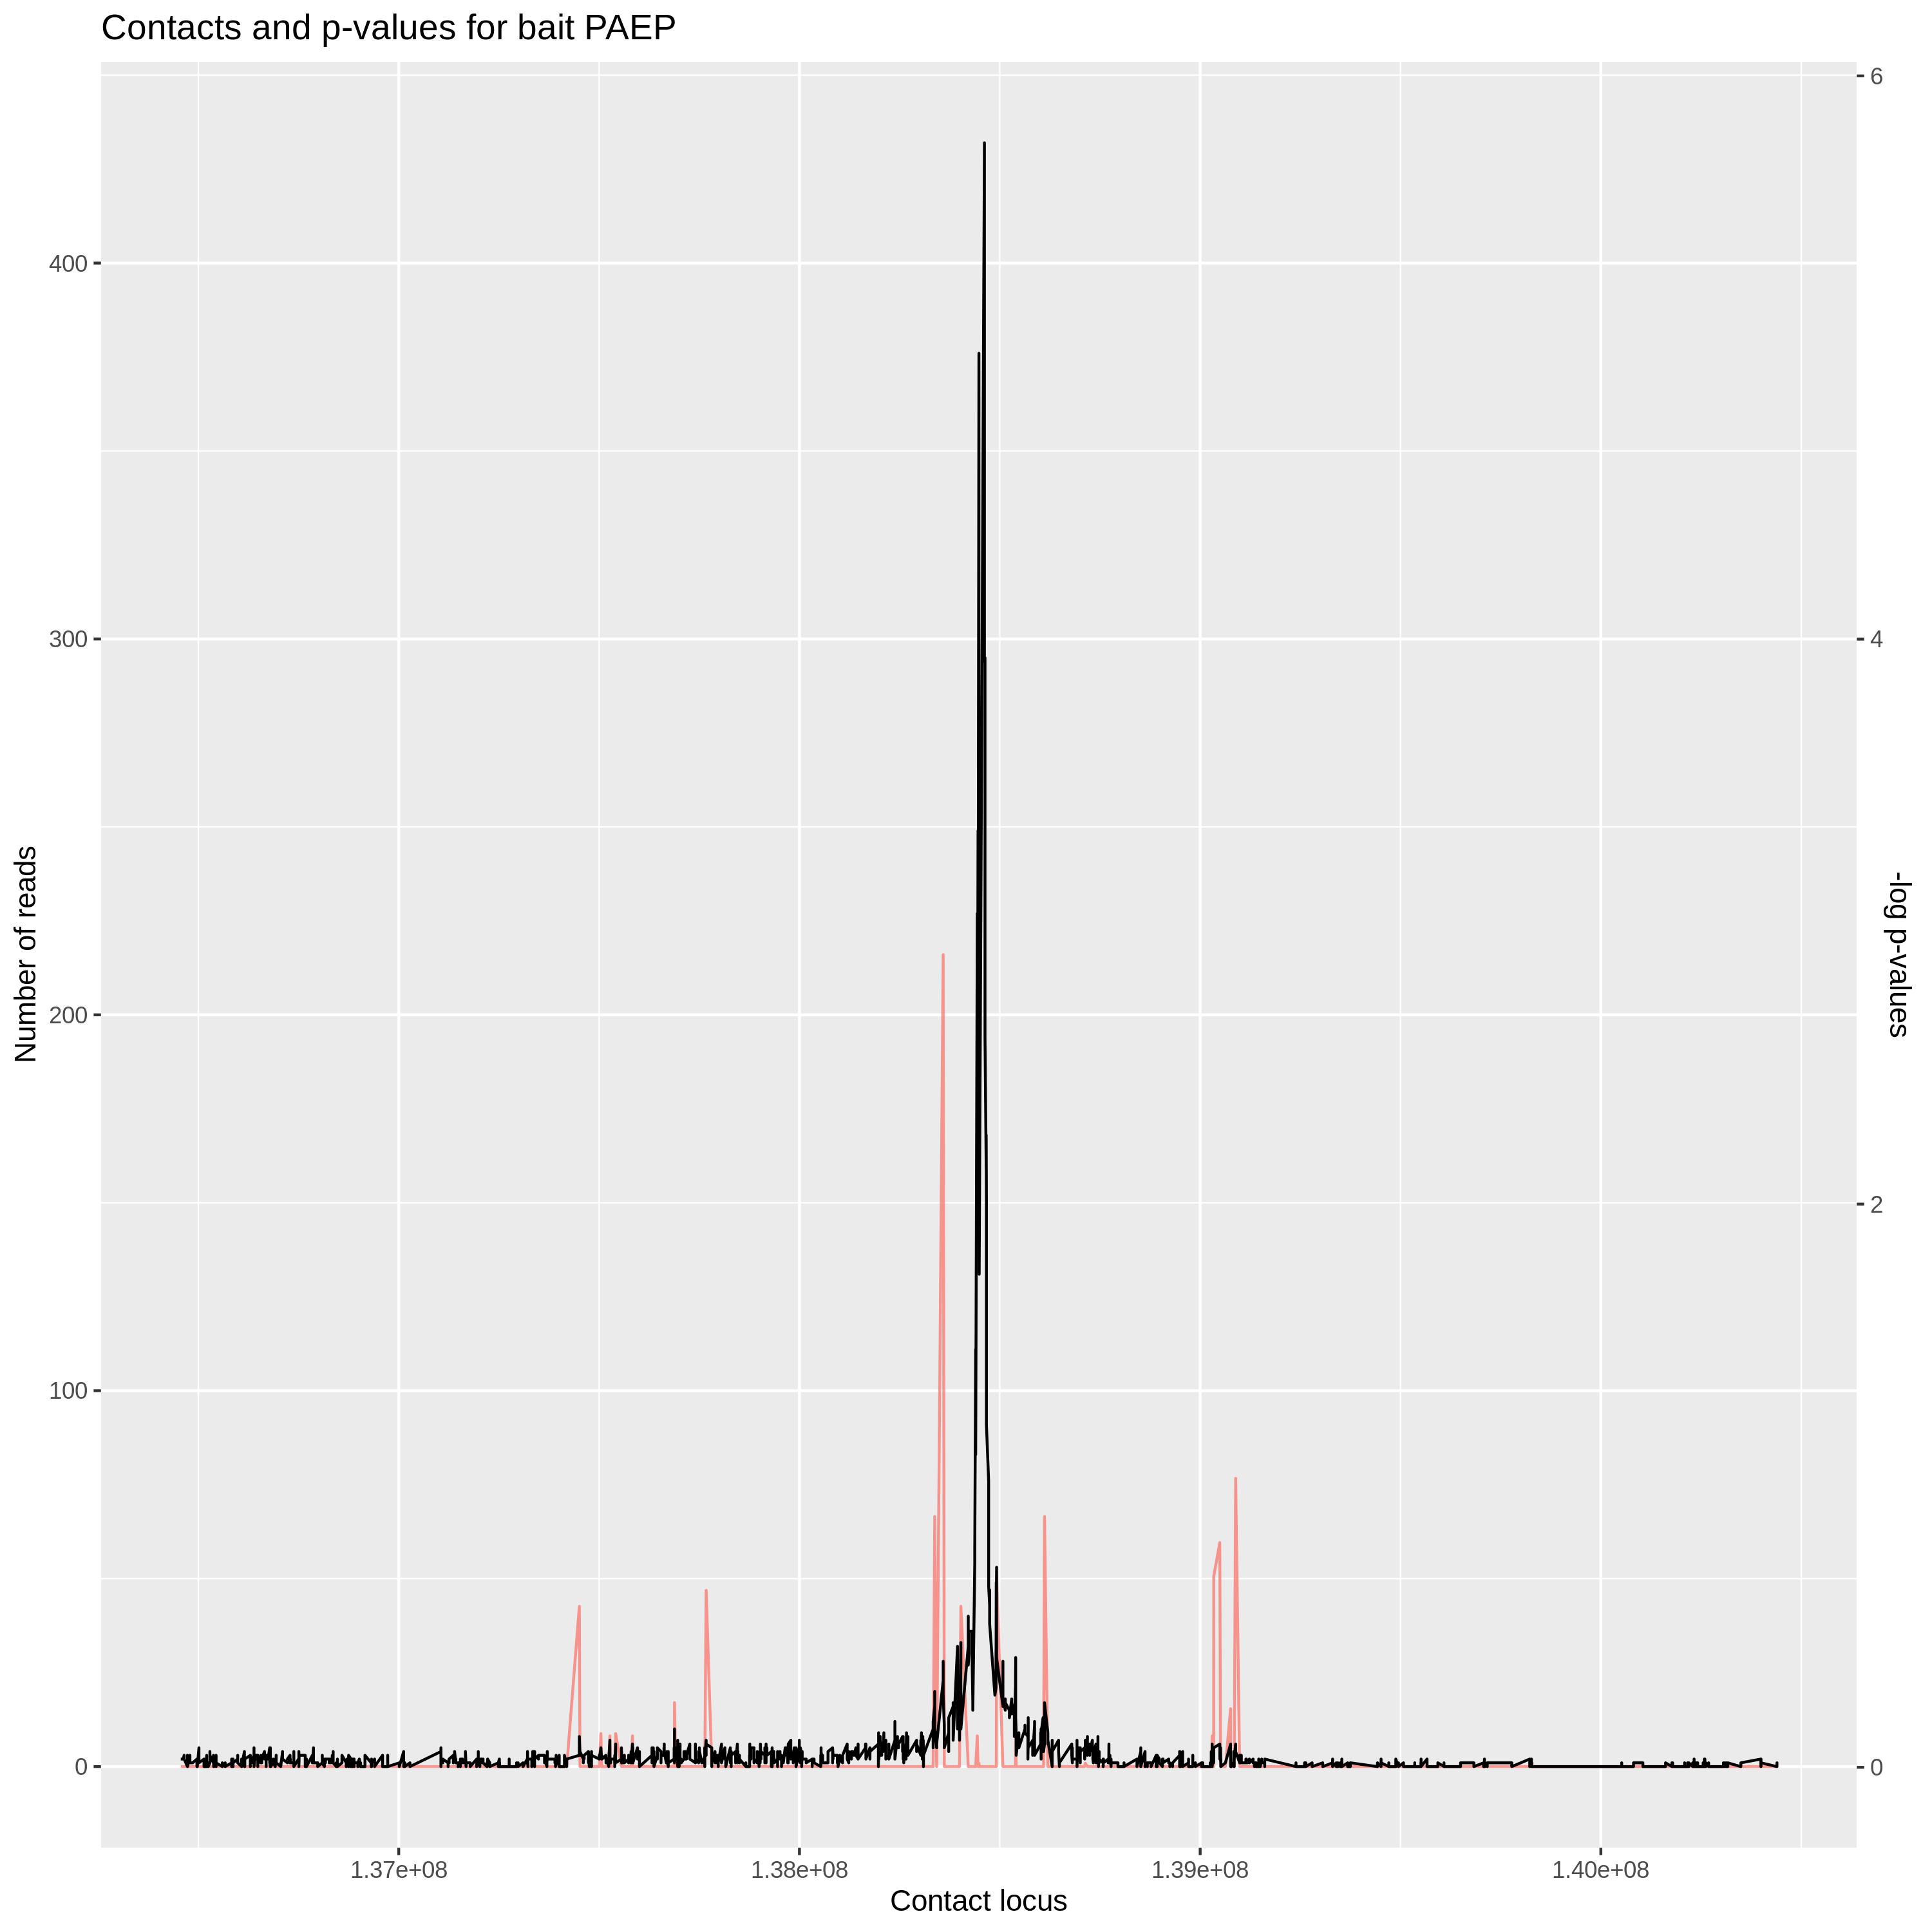 Contacts and p-values for bait PAEP
6
400
300
4
Number of reads
-log p-values
200
2
100
0
0
1.37e+08
1.38e+08
1.39e+08
1.40e+08
Contact locus